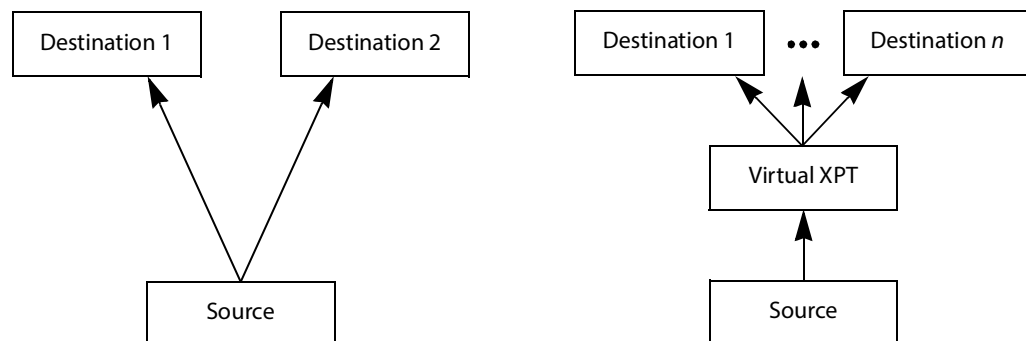 Destination 1
Destination 2
Source
Destination 1
•••
Destination n
Virtual XPT
Source